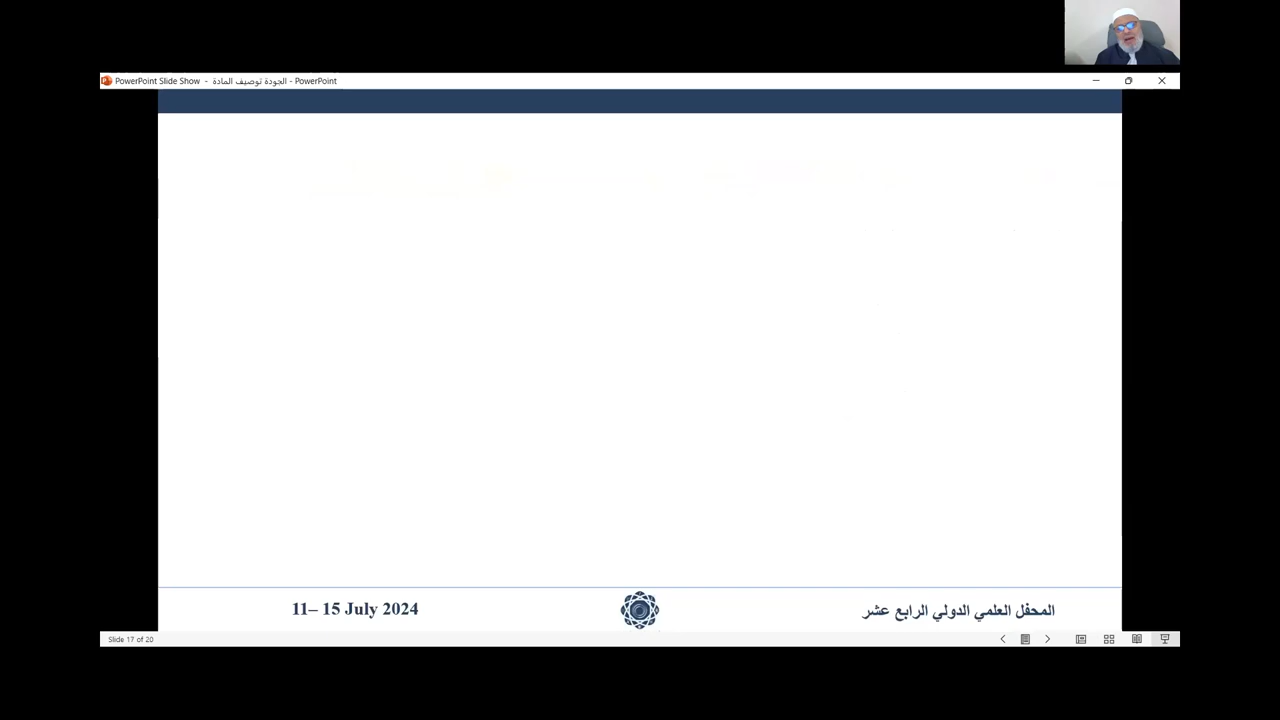 PowerPoint Slide Show - الجودة توصيف المادة - PowerPoint
11– 15 July 2024
المحفل العلمي الدولي الرابع عشر
Slide 17 of 20